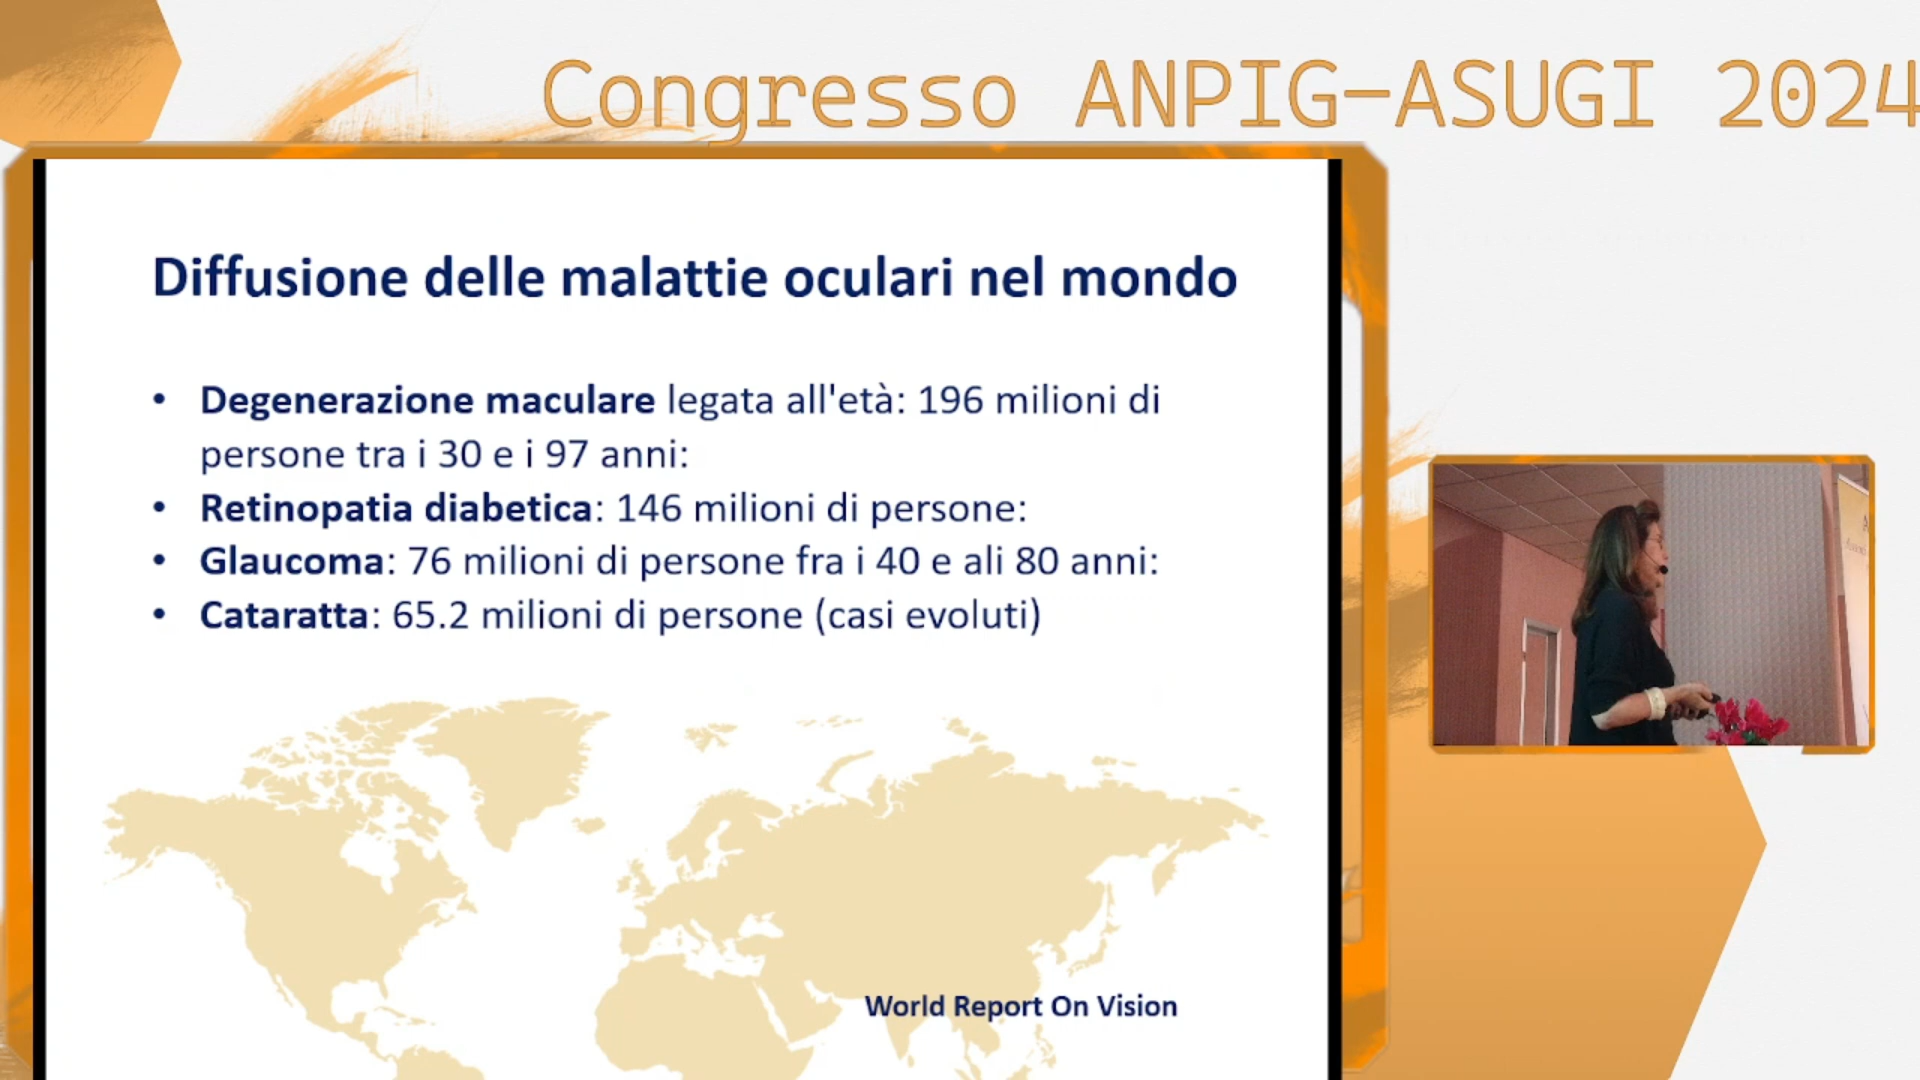 Congresso ANPIG-ASUGI 2024
Diffusione delle malattie oculari nel mondo
• Degenerazione maculare legata all'età: 196 milioni di
persone tra i 30 e i 97 anni:
• Retinopatia diabetica: 146 milioni di persone:
• Glaucoma: 76 milioni di persone fra i 40 e ali 80 anni:
• Cataratta: 65.2 milioni di persone (casi evoluti)
World Report On Vision